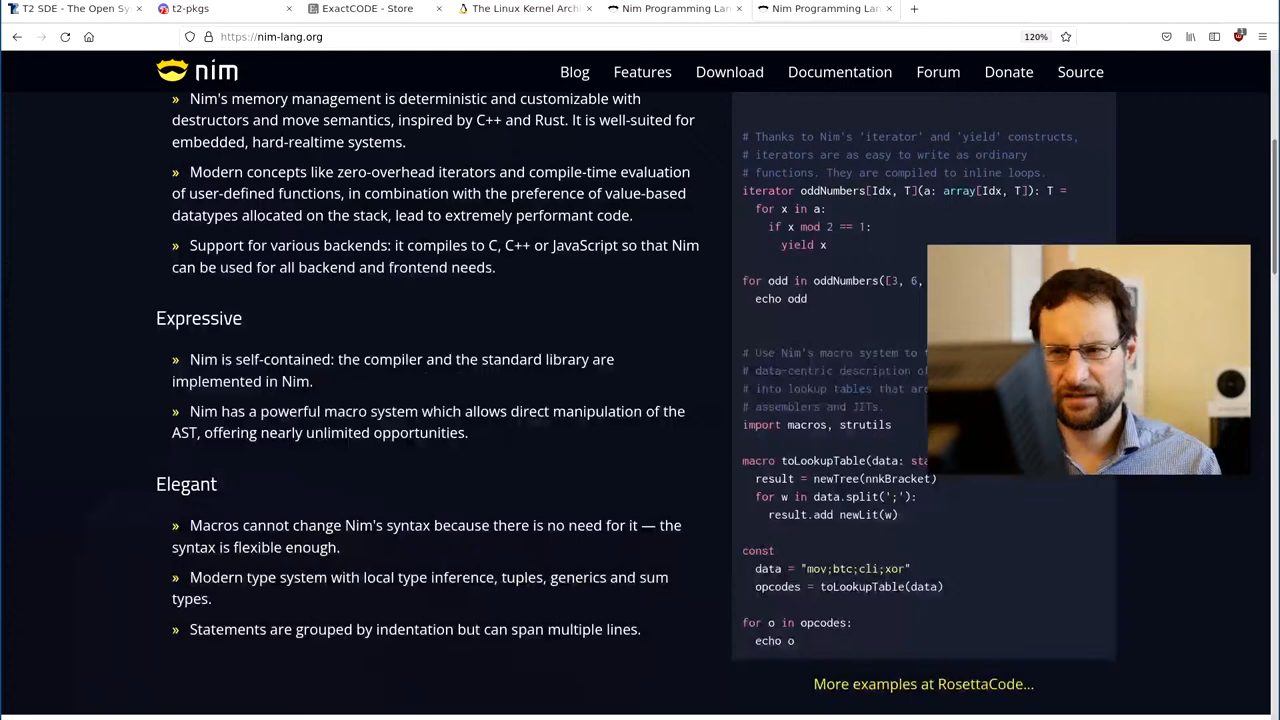 T2 SDE - The Open Sy
t2-pkgs
ExactCODE - Store
The Linux Kernel Archi
Nim Programming Lan
Nim Programming Lan
https://nim-lang.org
120%
nim
Blog Features Download Documentation Forum Donate Source
» Nim's memory management is deterministic and customizable with
destructors and move semantics, inspired by C++ and Rust. It is well-suited for
embedded, hard-realtime systems.
» Modern concepts like zero-overhead iterators and compile-time evaluation
of user-defined functions, in combination with the preference of value-based
datatypes allocated on the stack, lead to extremely performant code.
» Support for various backends: it compiles to C, C++ or JavaScript so that Nim
can be used for all backend and frontend needs.
Expressive
» Nim is self-contained: the compiler and the standard library are
implemented in Nim.
» Nim has a powerful macro system which allows direct manipulation of the
AST, offering nearly unlimited opportunities.
Elegant
» Macros cannot change Nim's syntax because there is no need for it — the
syntax is flexible enough.
» Modern type system with local type inference, tuples, generics and sum
types.
» Statements are grouped by indentation but can span multiple lines.
# Thanks to Nim's 'iterator' and 'yield' constructs,
# iterators are as easy to write as ordinary
# functions. They are compiled to inline loops.
iterator oddNumbers[Idx, T](a: array[Idx, T]): T =
for x in a:
if x mod 2 == 1:
yield x
for odd in oddNumbers([3, 6,
echo odd
# Use Nim's macro system to
# data-centric description of
# into lookup tables that are
# assemblers and JITs.
import macros, strutils
macro toLookupTable(data: sta
result = newTree(nnkBracket)
for w in data.split(';'):
result.add newLit(w)
const
data = "mov;btc;cli;xor"
opcodes = toLookupTable(data)
for o in opcodes:
echo o
More examples at RosettaCode...